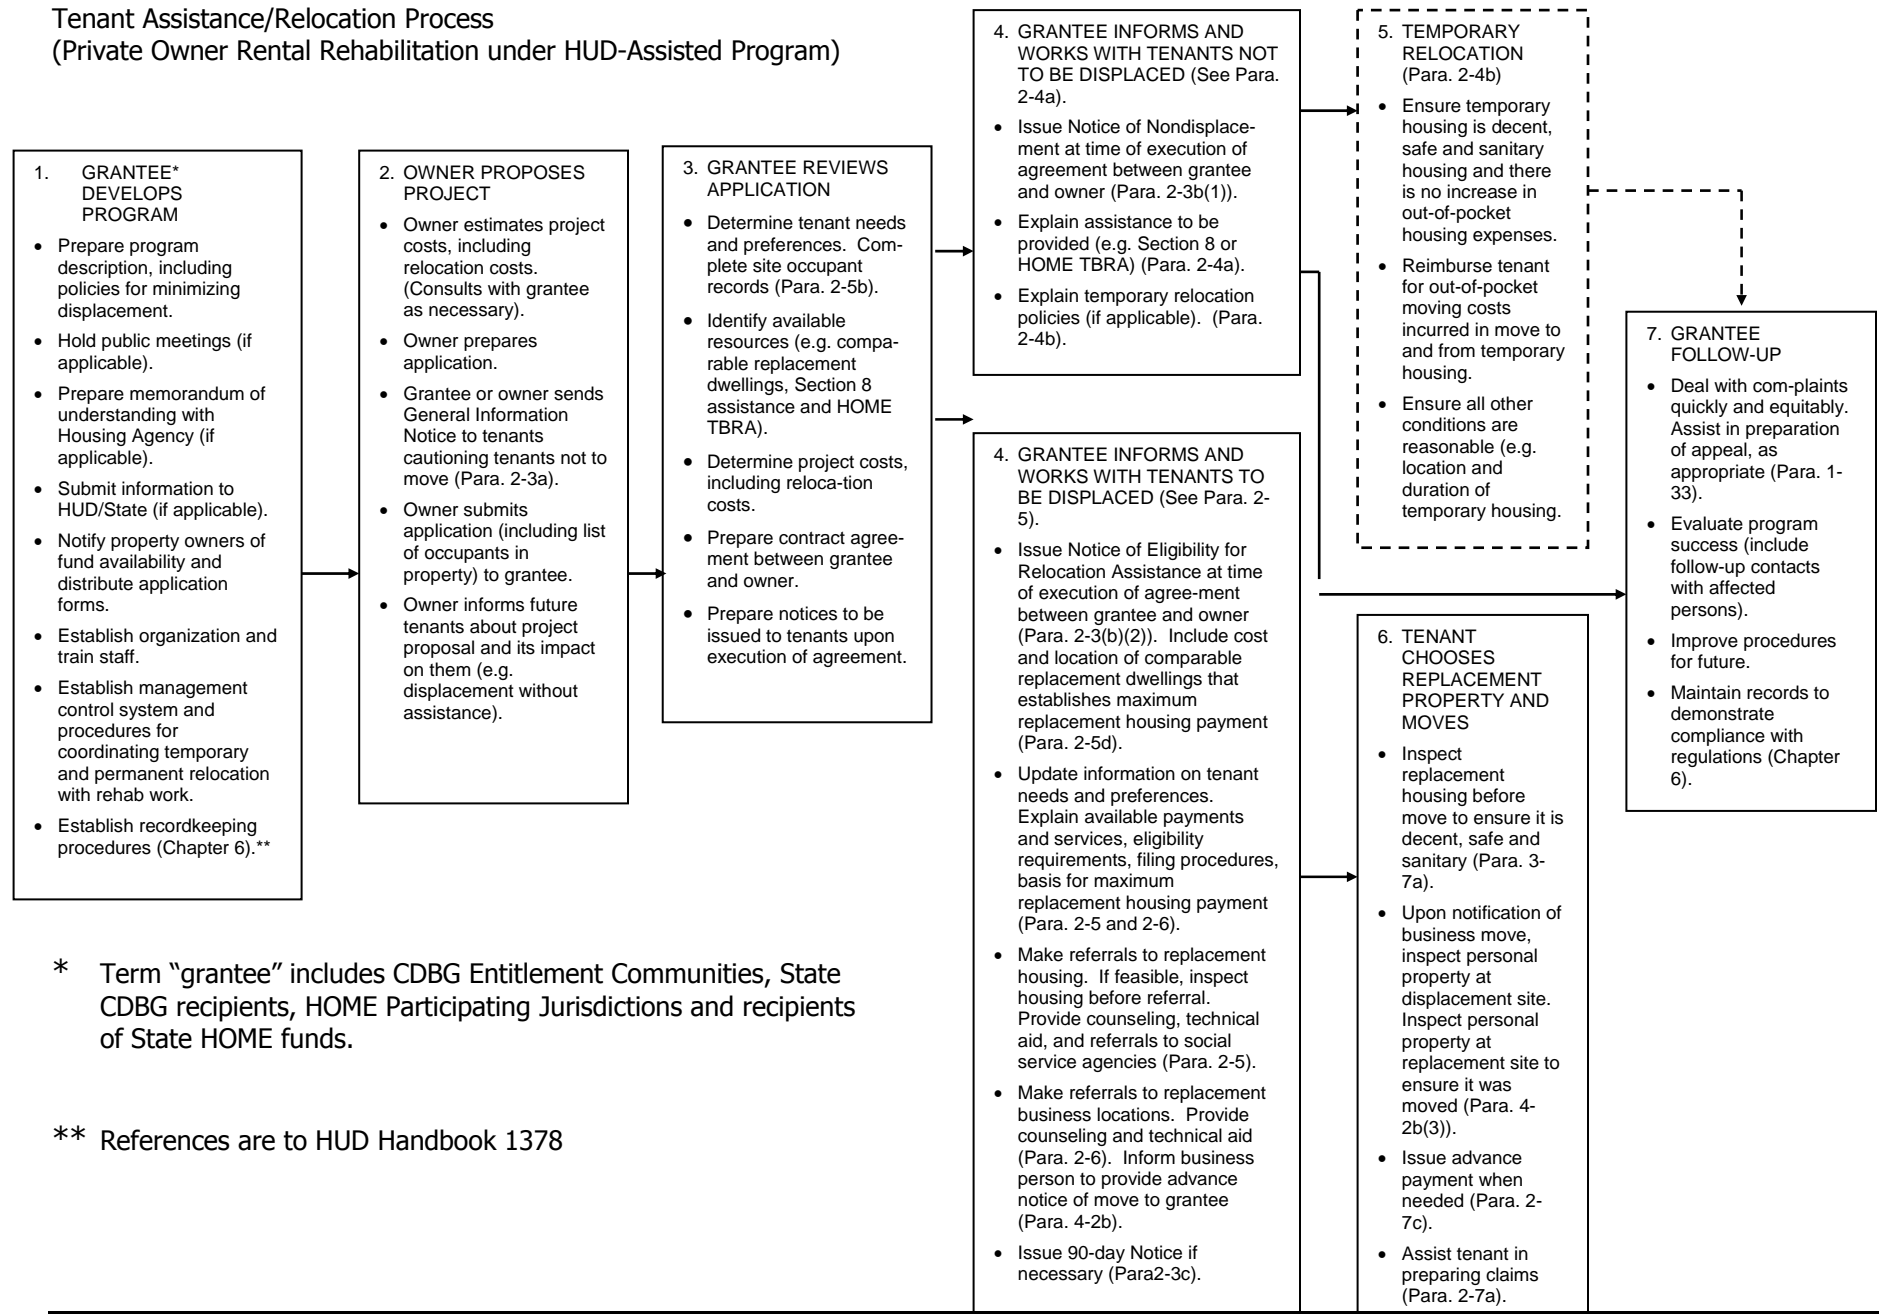 Tenant Assistance/Relocation Process
(Private Owner Rental Rehabilitation under HUD-Assisted Program)
1. GRANTEE*
DEVELOPS
PROGRAM
• Prepare program
description, including
policies for minimizing
displacement.
• Hold public meetings (if
applicable).
• Prepare memorandum of
understanding with
Housing Agency (if
applicable).
• Submit information to
HUD/State (if applicable).
• Notify property owners of
fund availability and
distribute application
forms.
• Establish organization and
train staff.
• Establish management
control system and
procedures for
coordinating temporary
and permanent relocation
with rehab work.
• Establish recordkeeping
procedures (Chapter 6).**
2. OWNER PROPOSES
PROJECT
• Owner estimates project
costs, including
relocation costs.
(Consults with grantee
as necessary).
• Owner prepares
application.
• Grantee or owner sends
General Information
Notice to tenants
cautioning tenants not to
move (Para. 2-3a).
• Owner submits
application (including list
of occupants in
property) to grantee.
• Owner informs future
tenants about project
proposal and its impact
on them (e.g.
displacement without
assistance).
3. GRANTEE REVIEWS
APPLICATION
• Determine tenant needs
and preferences. Com-
plete site occupant
records (Para. 2-5b).
• Identify available
resources (e.g. compa-
rable replacement
dwellings, Section 8
assistance and HOME
TBRA).
• Determine project costs,
including reloca-tion
costs.
• Prepare contract agree-
ment between grantee
and owner.
• Prepare notices to be
issued to tenants upon
execution of agreement.
4. GRANTEE INFORMS AND
WORKS WITH TENANTS NOT
TO BE DISPLACED (See Para.
2-4a).
• Issue Notice of Nondisplace-
ment at time of execution of
agreement between grantee
and owner (Para. 2-3b(1)).
• Explain assistance to be
provided (e.g. Section 8 or
HOME TBRA) (Para. 2-4a).
• Explain temporary relocation
policies (if applicable). (Para.
2-4b).
4. GRANTEE INFORMS AND
WORKS WITH TENANTS TO
BE DISPLACED (See Para. 2-
5).
• Issue Notice of Eligibility for
Relocation Assistance at time
of execution of agree-ment
between grantee and owner
(Para. 2-3(b)(2)). Include cost
and location of comparable
replacement dwellings that
establishes maximum
replacement housing payment
(Para. 2-5d).
• Update information on tenant
needs and preferences.
Explain available payments
and services, eligibility
requirements, filing procedures,
basis for maximum
replacement housing payment
(Para. 2-5 and 2-6).
• Make referrals to replacement
housing. If feasible, inspect
housing before referral.
Provide counseling, technical
aid, and referrals to social
service agencies (Para. 2-5).
• Make referrals to replacement
business locations. Provide
counseling and technical aid
(Para. 2-6). Inform business
person to provide advance
notice of move to grantee
(Para. 4-2b).
• Issue 90-day Notice if
necessary (Para2-3c).
5. TEMPORARY
RELOCATION
(Para. 2-4b)
• Ensure temporary
housing is decent,
safe and sanitary
housing and there
is no increase in
out-of-pocket
housing expenses.
• Reimburse tenant
for out-of-pocket
moving costs
incurred in move to
and from temporary
housing.
• Ensure all other
conditions are
reasonable (e.g.
location and
duration of
temporary housing.
6. TENANT
CHOOSES
REPLACEMENT
PROPERTY AND
MOVES
• Inspect
replacement
housing before
move to ensure it is
decent, safe and
sanitary (Para. 3-
7a).
• Upon notification of
business move,
inspect personal
property at
displacement site.
Inspect personal
property at
replacement site to
ensure it was
moved (Para. 4-
2b(3)).
• Issue advance
payment when
needed (Para. 2-
7c).
• Assist tenant in
preparing claims
(Para. 2-7a).
7. GRANTEE
FOLLOW-UP
• Deal with com-plaints
quickly and equitably.
Assist in preparation
of appeal, as
appropriate (Para. 1-
33).
• Evaluate program
success (include
follow-up contacts
with affected
persons).
• Improve procedures
for future.
• Maintain records to
demonstrate
compliance with
regulations (Chapter
6).
* Term “grantee” includes CDBG Entitlement Communities, State
CDBG recipients, HOME Participating Jurisdictions and recipients
of State HOME funds.
** References are to HUD Handbook 1378